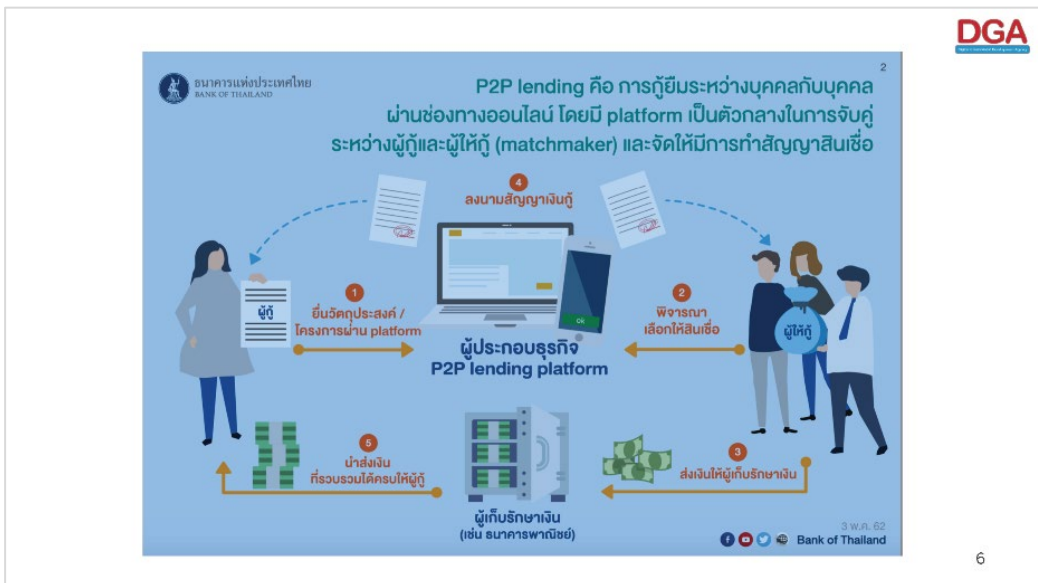 DGA
2
ธนาคารแห่งประเทศไทย
BANK OF THAILAND
P2P lending คือ การกู้ยืมระหว่างบุคคลกับบุคคล
ผ่านช่องทางออนไลน์ โดยมี platform เป็นตัวกลางในการจับคู่
ระหว่างผู้กู้และผู้ให้กู้ (matchmaker) และจัดให้มีการทำสัญญาสินเชื่อ
4
ลงนามสัญญาเงินกู้
ผู้กู้
1
ยื่นวัตถุประสงค์ /
โครงการผ่าน platform
ok
2
พิจารณา
เลือกให้สินเชื่อ
ผู้ให้กู้
ผู้ประกอบธุรกิจ
P2P lending platform
5
นำส่งเงิน
ที่รวบรวมได้ครบให้ผู้กู้
3
ส่งเงินให้ผู้เก็บรักษาเงิน
ผู้เก็บรักษาเงิน
(เช่น ธนาคารพาณิชย์)
3 พ.ค. 62
Bank of Thailand
6